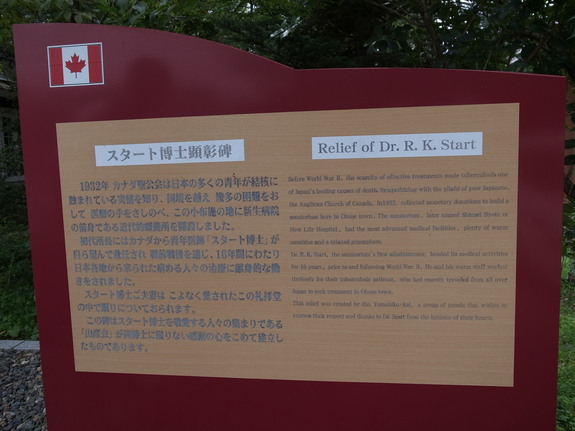 スタート博士顕彰碑
1932年 カナダ聖公会は日本の多くの青年が結核に
蝕まれている実情を知り、国境を越え 幾多の困難をお
して 医療の手をさしのべ、この小布施の地に新生病院
の前身である近代的療養所を開設しました。
初代所長にはカナダから青年医師「スタート博士」が
自ら望んで赴任され 戦前戦後を通じ、16年間にわたり
日本各地から来られた病める人々の治療に献身的な働
きをされました。
スタート博士ご夫妻は こよなく愛されたこの礼拝堂
の中で眠りについておられます。
この碑はスタート博士を敬愛する人々の集まりである
「山彦会」が同博士に限りない感謝の心をこめて建立し
たものであります。
Relief of Dr. R. K. Start
Before World War II, the scarcity of effective treatments made tuberculosis one
of Japan's leading causes of death. Sympathizing with the plight of poor Japanese,
the Anglican Church of Canada, in1932, collected monetary donations to build a
sanatorium here in Obuse town. The sanatorium, later named Shinsei Byoin or
New Life Hospital, had the most advanced medical facilities, plenty of warm
sunshine and a relaxed atmosphere.
Dr. R. K. Start, the sanatorium's first administrator, headed its medical activities
for 16 years, prior to and following World War II. He and his warm staff worked
tirelessly for their tuberculosis patients, who had mostly travelled from all over
Japan to seek treatment in Obuse town.
This relief was created by the Yamabiko-Kai, a group of people that wishes to
express their respect and thanks to Dr. Start from the bottoms of their hearts.